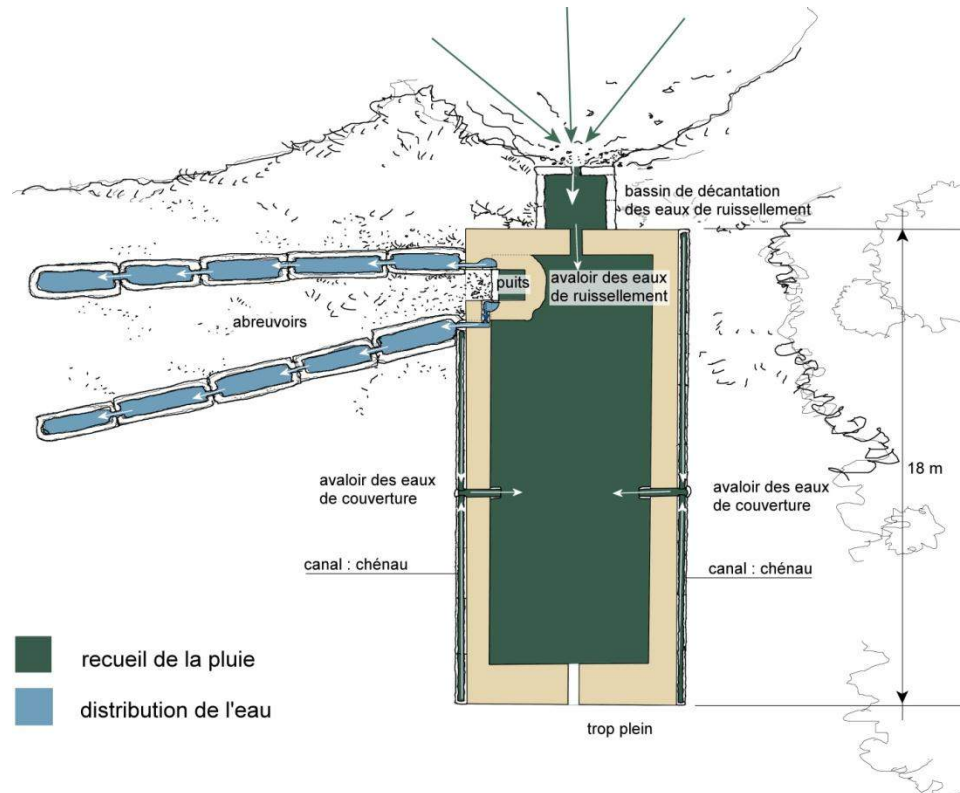 bassin de décantation
des eaux de ruissellement
puits
avaloir des eaux
de ruissellement
abreuvoirs
18 m
avaloir des eaux
de couverture
avaloir des eaux
de couverture
canal : chénau
canal : chénau
recueil de la pluie
distribution de l'eau
trop plein